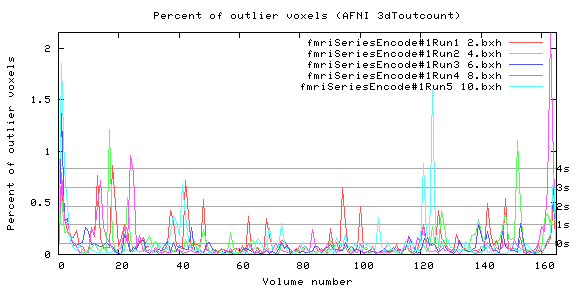 Percent of outlier voxels (AFNI 3dToutcount)
fmriSeriesEncode#1Run1 2.bxh
fmriSeriesEncode#1Run2 4.bxh
fmriSeriesEncode#1Run3 6.bxh
fmriSeriesEncode#1Run4 8.bxh
fmriSeriesEncode#1Run5 10.bxh
Percent of outlier voxels
2
1.5
1
0.5
0
4s
3s
2s
1s
0s
0 20 40 60 80 100 120 140 160
Volume number